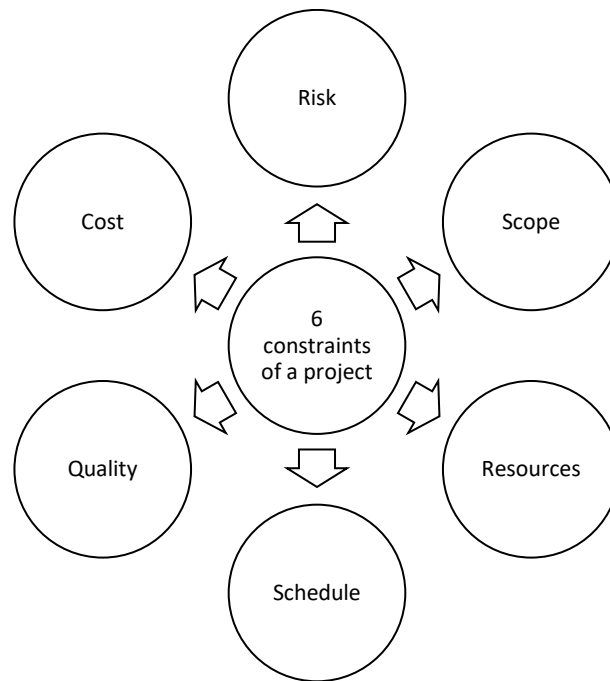 Risk
Cost
Scope
6
constraints
of a project
Quality
Resources
Schedule